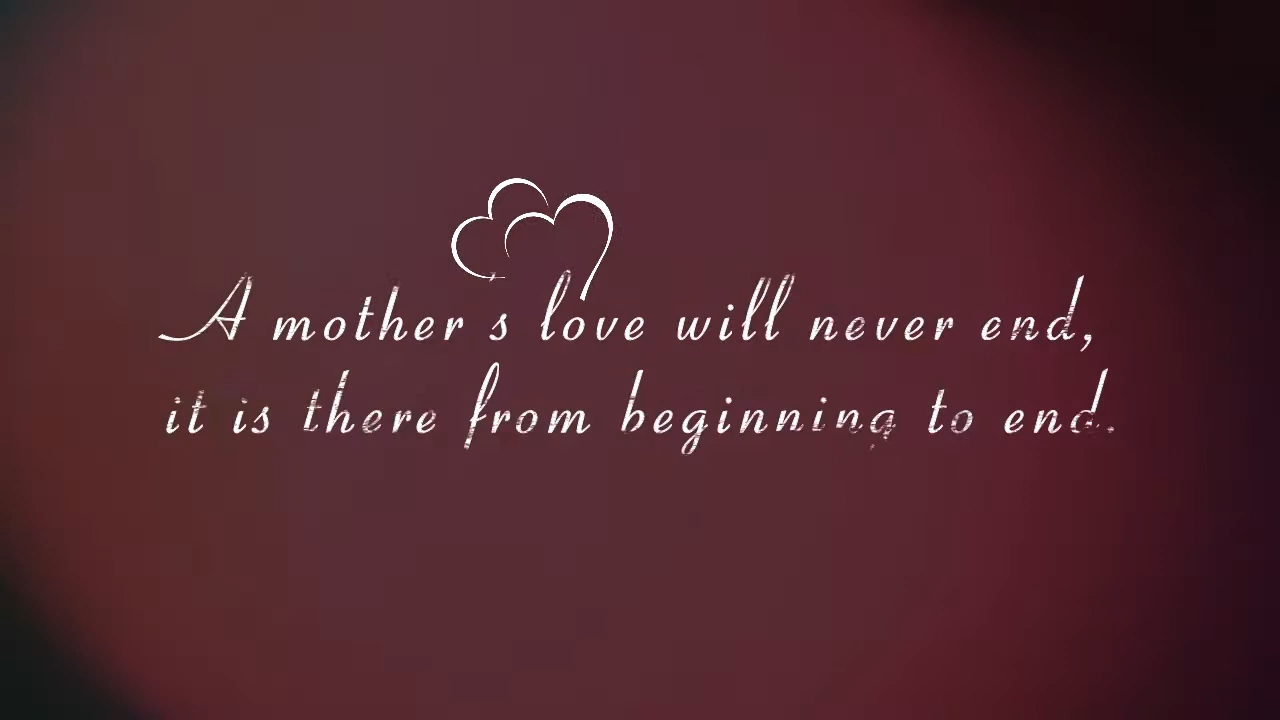 A mother's love will never end,
it is there from beginning to end.